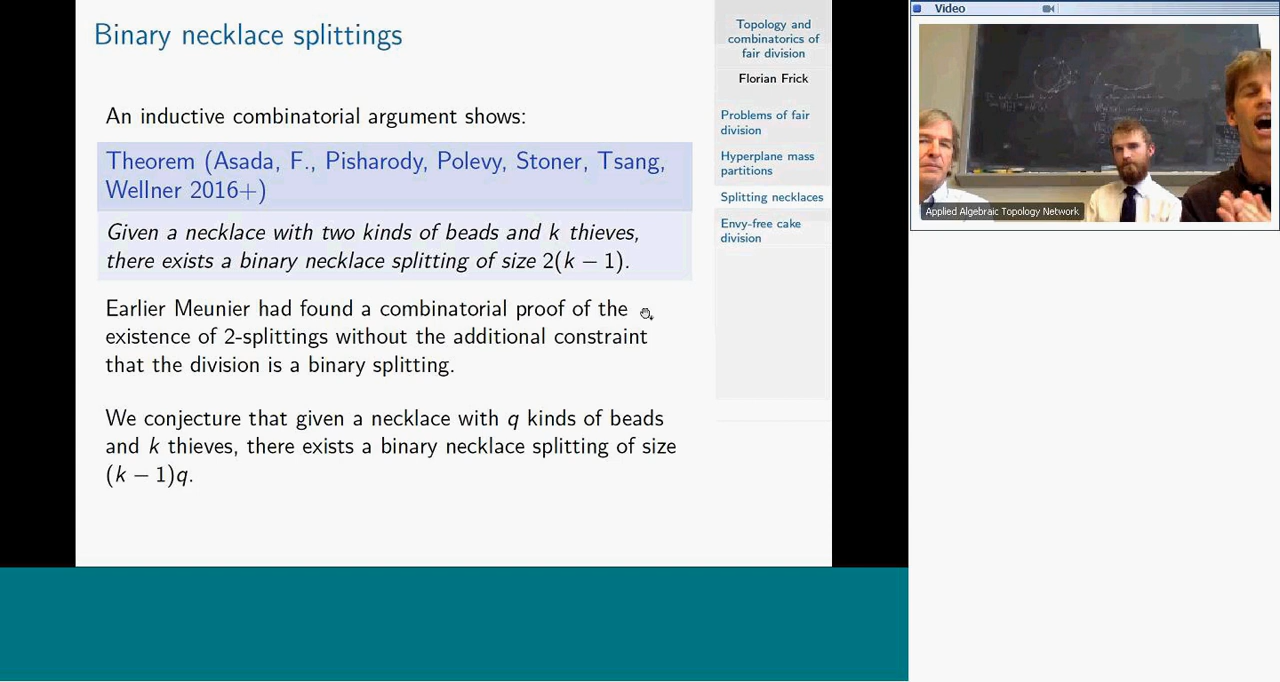 Binary necklace splittings
An inductive combinatorial argument shows:
Theorem (Asada, F., Pisharody, Polevy, Stoner, Tsang,
Wellner 2016+)
Given a necklace with two kinds of beads and k thieves,
there exists a binary necklace splitting of size 2(k − 1).
Earlier Meunier had found a combinatorial proof of the
existence of 2-splittings without the additional constraint
that the division is a binary splitting.
We conjecture that given a necklace with q kinds of beads
and k thieves, there exists a binary necklace splitting of size
(k − 1)q.
Topology and
combinatorics of
fair division
Florian Frick
Problems of fair
division
Hyperplane mass
partitions
Splitting necklaces
Envy-free cake
division
Video
Applied Algebraic Topology Network